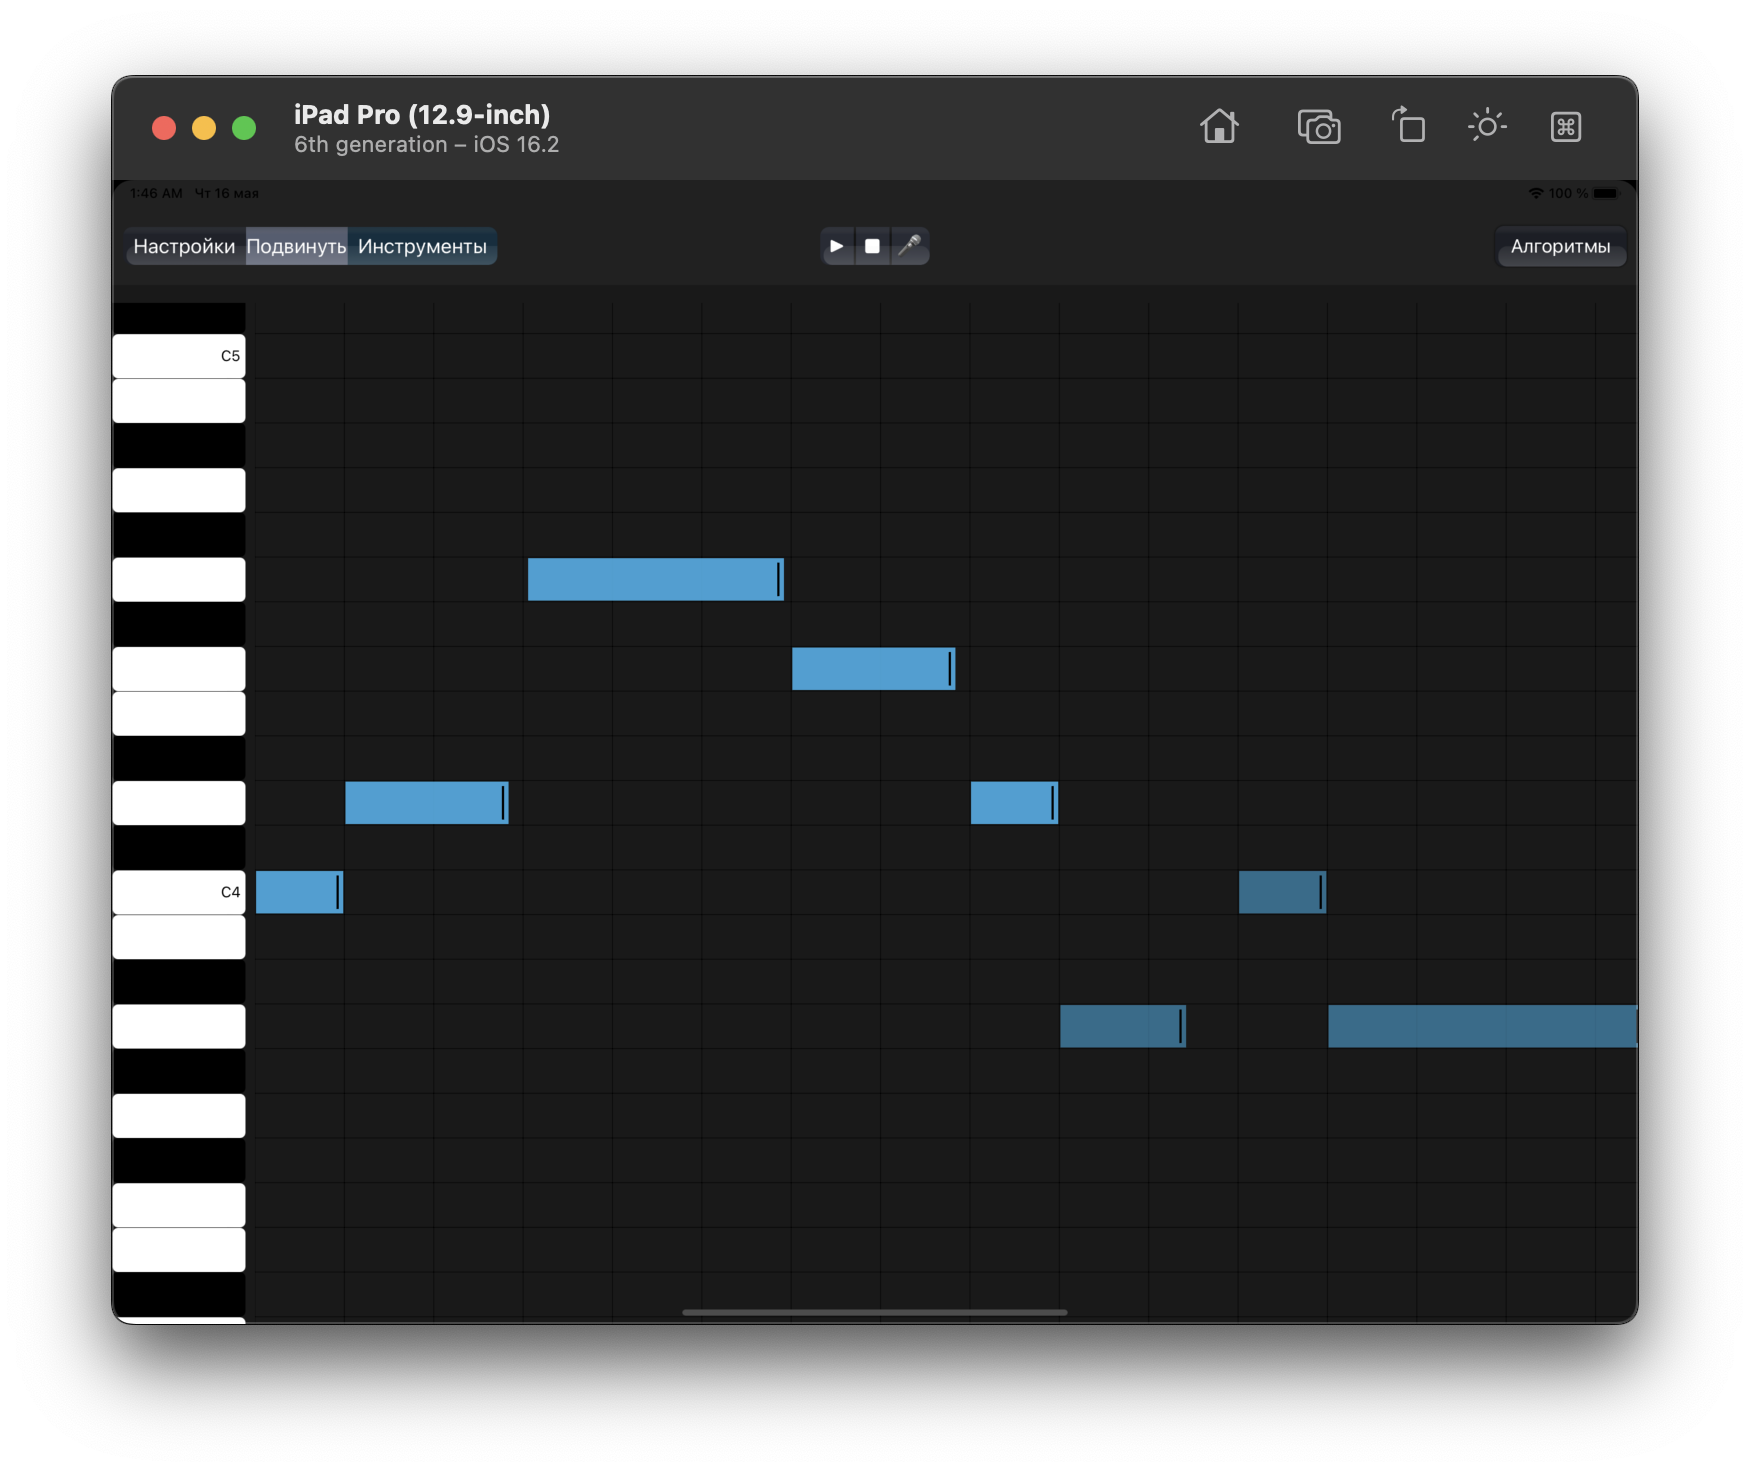 iPad Pro (12.9-inch)
6th generation – iOS 16.2
1:46 AM Чт 16 мая
100 %
Настройки Подвинуть Инструменты
Алгоритмы
C5
C4